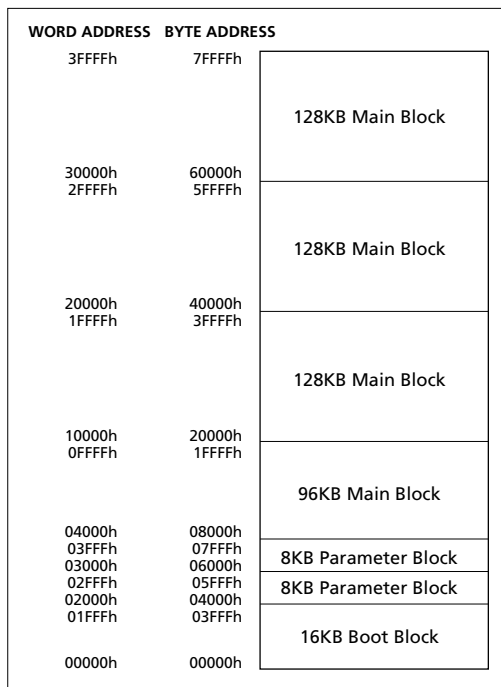 WORD ADDRESS BYTE ADDRESS
3FFFFh 7FFFFh
128KB Main Block
30000h 60000h
2FFFFh 5FFFFh
128KB Main Block
20000h 40000h
1FFFFh 3FFFFh
128KB Main Block
10000h 20000h
0FFFFh 1FFFFh
96KB Main Block
04000h 08000h
03FFFh 07FFFh
8KB Parameter Block
03000h 06000h
02FFFh 05FFFh
8KB Parameter Block
02000h 04000h
01FFFh 03FFFh
16KB Boot Block
00000h 00000h